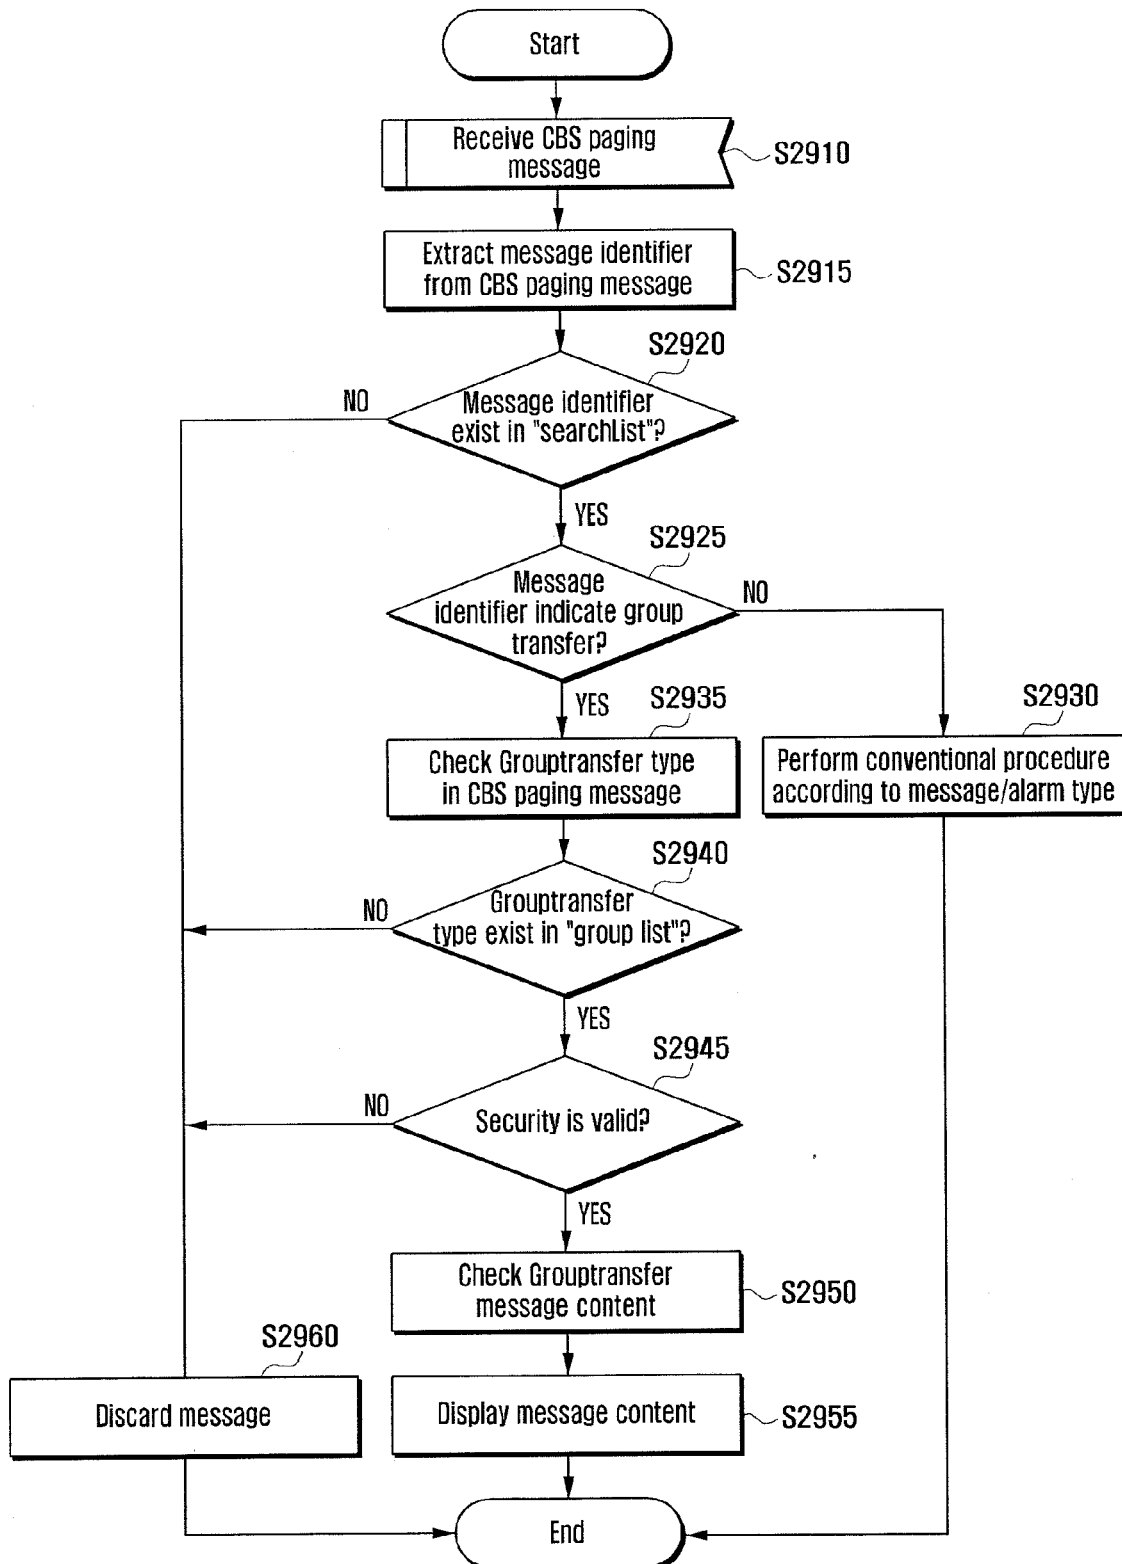 Start
Receive CBS paging
message
S2910
Extract message identifier
from CBS paging message
S2915
S2920
NO
Message identifier
exist in "searchList"?
YES
S2925
Message
identifier indicate group
transfer?
NO
YES
S2935
S2930
Check Grouptransfer type
in CBS paging message
Perform conventional procedure
according to message/alarm type
S2940
NO
Grouptransfer
type exist in "group list"?
YES
S2945
NO
Security is valid?
YES
Check Grouptransfer
message content
S2950
S2960
Discard message
Display message content
S2955
End